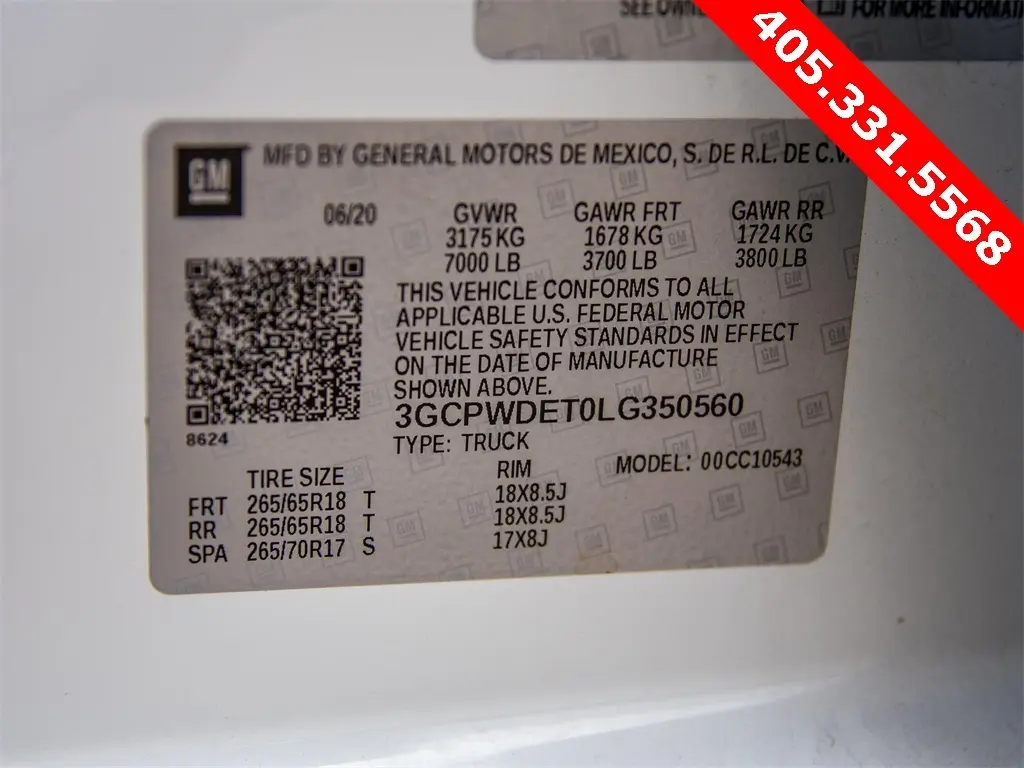 SEE OWNE
FOR MORE INFORMATI
405.331.5568
GM
MFD BY GENERAL MOTORS DE MEXICO, S. DE R.L. DE C.V.
06/20
GVWR GAWR FRT GAWR RR
3175 KG 1678 KG 1724 KG
7000 LB 3700 LB 3800 LB
THIS VEHICLE CONFORMS TO ALL
APPLICABLE U.S. FEDERAL MOTOR
VEHICLE SAFETY STANDARDS IN EFFECT
ON THE DATE OF MANUFACTURE
SHOWN ABOVE.
3GCPWDET0LG350560
8624
TYPE: TRUCK
MODEL: 00CC10543
TIRE SIZE RIM
FRT 265/65R18 T 18X8.5J
RR 265/65R18 T 18X8.5J
SPA 265/70R17 S 17X8J